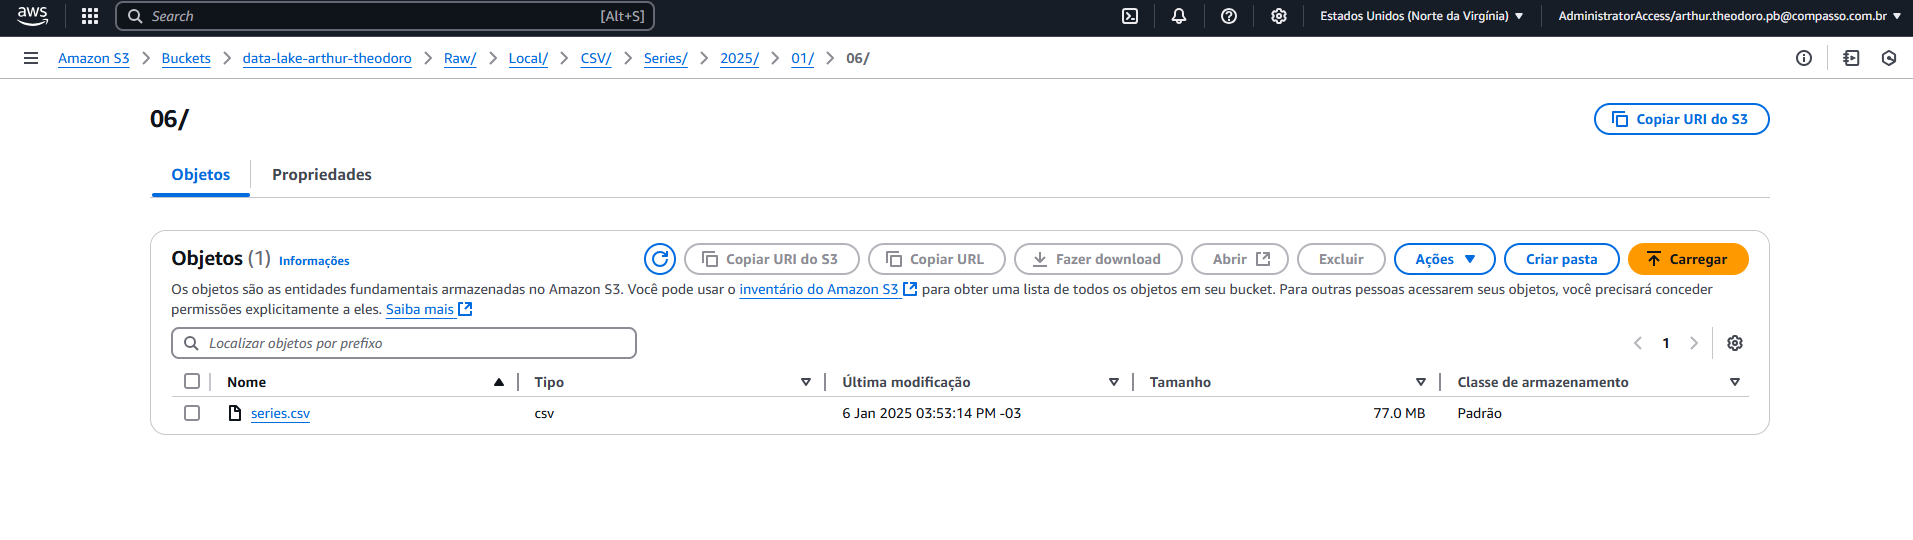 aws Search [Alt+S] Estados Unidos (Norte da Virgínia) AdministratorAccess/arthur.theodoro.pb@compasso.com.br
Amazon S3 Buckets data-lake-arthur-theodoro Raw/ Local/ CSV/ Series/ 2025/ 01/ 06/
06/ Copiar URI do S3
Objetos Propriedades
Objetos (1) Informações Copiar URI do S3 Copiar URL Fazer download Abrir Excluir Ações Criar pasta Carregar
Os objetos são as entidades fundamentais armazenadas no Amazon S3. Você pode usar o inventário do Amazon S3 para obter uma lista de todos os objetos em seu bucket. Para outras pessoas acessarem seus objetos, você precisará conceder
permissões explicitamente a eles. Saiba mais
Localizar objetos por prefixo 1
Nome Tipo Última modificação Tamanho Classe de armazenamento
series.csv csv 6 Jan 2025 03:53:14 PM -03 77.0 MB Padrão